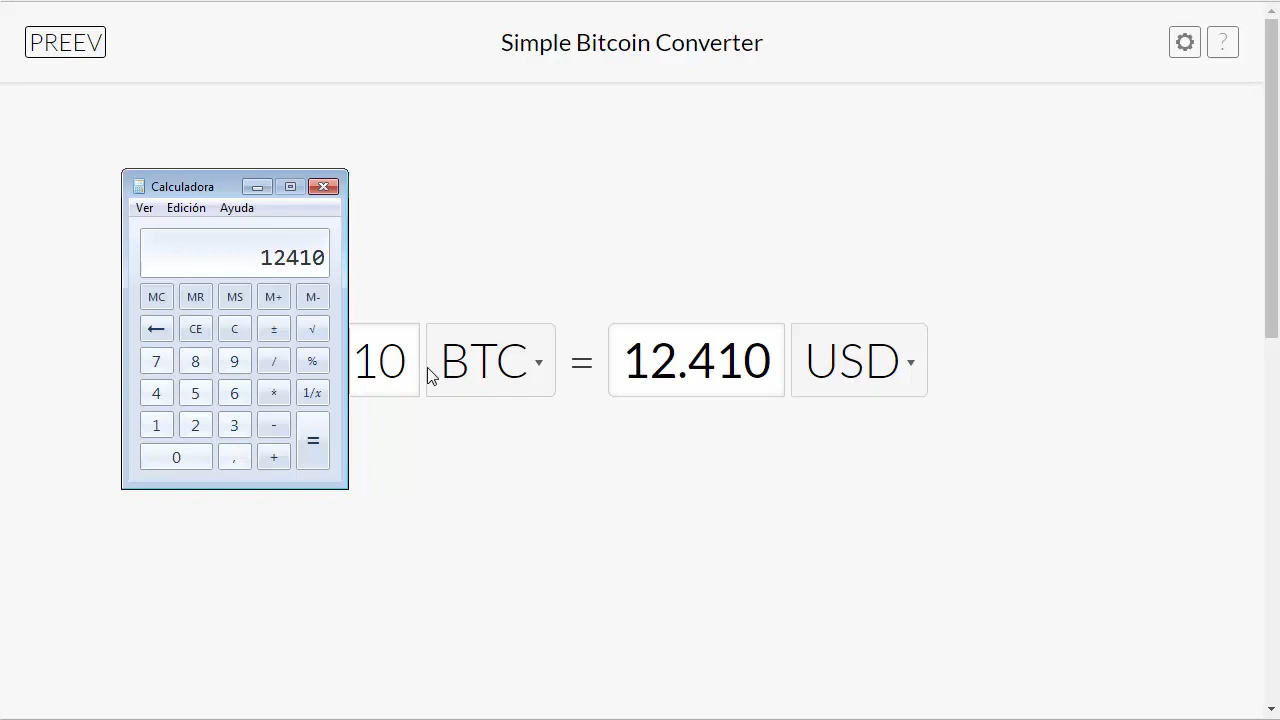 PREEV
Simple Bitcoin Converter
?
Calculadora
Ver Edición Ayuda
12410
MC MR MS M+ M-
← CE C ± √
7 8 9 / %
4 5 6 * 1/x
1 2 3 - =
0 , +
10 BTC = 12.410 USD